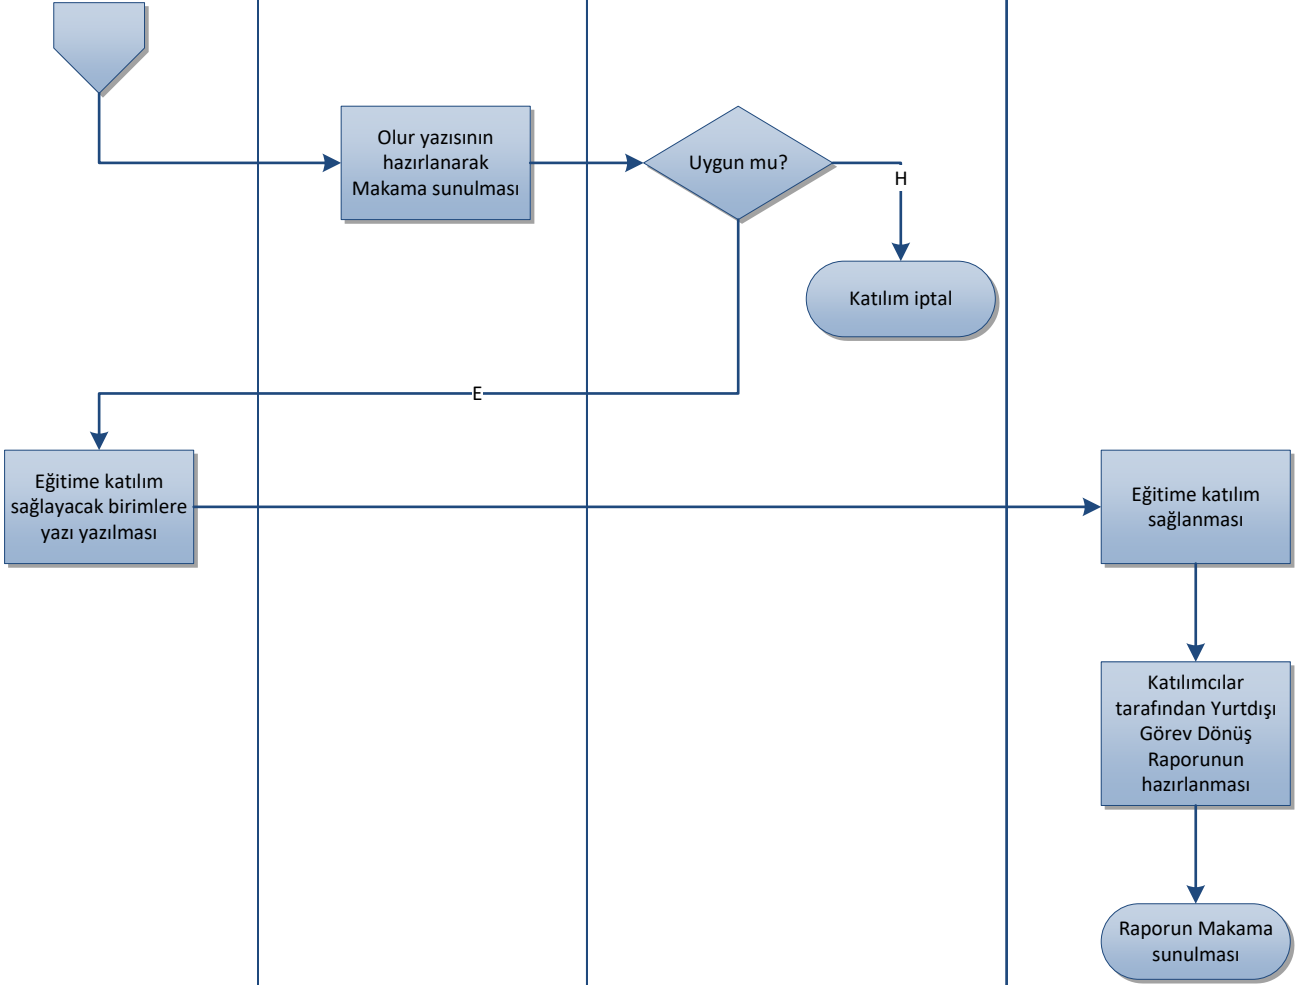 Olur yazısının
hazırlanarak
Makama sunulması
Uygun mu?
H
Katılım iptal
E
Eğitime katılım
sağlayacak birimlere
yazı yazılması
Eğitime katılım
sağlanması
Katılımcılar
tarafından Yurtdışı
Görev Dönüş
Raporunun
hazırlanması
Raporun Makama
sunulması